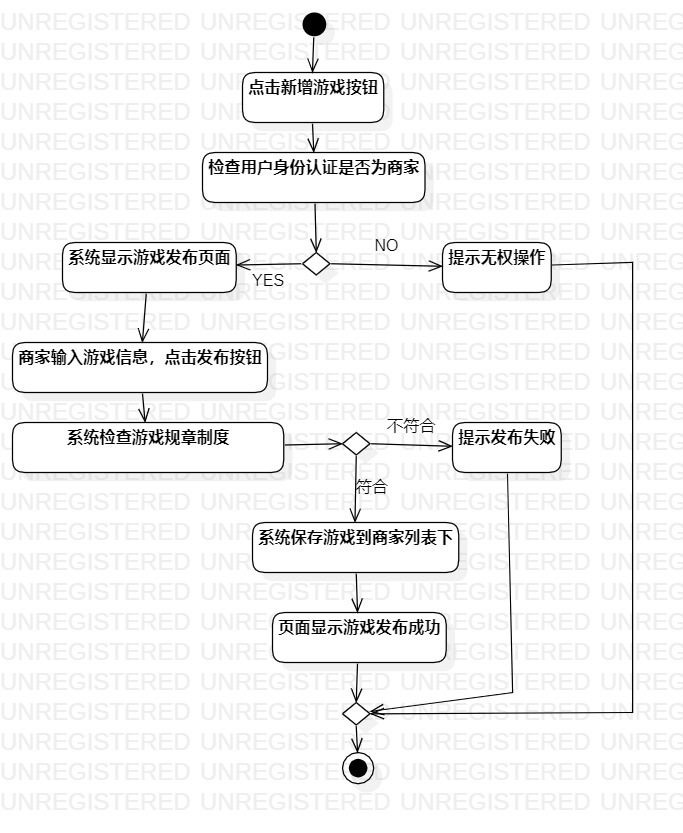 点击新增游戏按钮
检查用户身份认证是否为商家
NO
系统显示游戏发布页面
提示无权操作
YES
商家输入游戏信息，点击发布按钮
不符合
系统检查游戏规章制度
提示发布失败
符合
系统保存游戏到商家列表下
页面显示游戏发布成功
UNREGISTERED